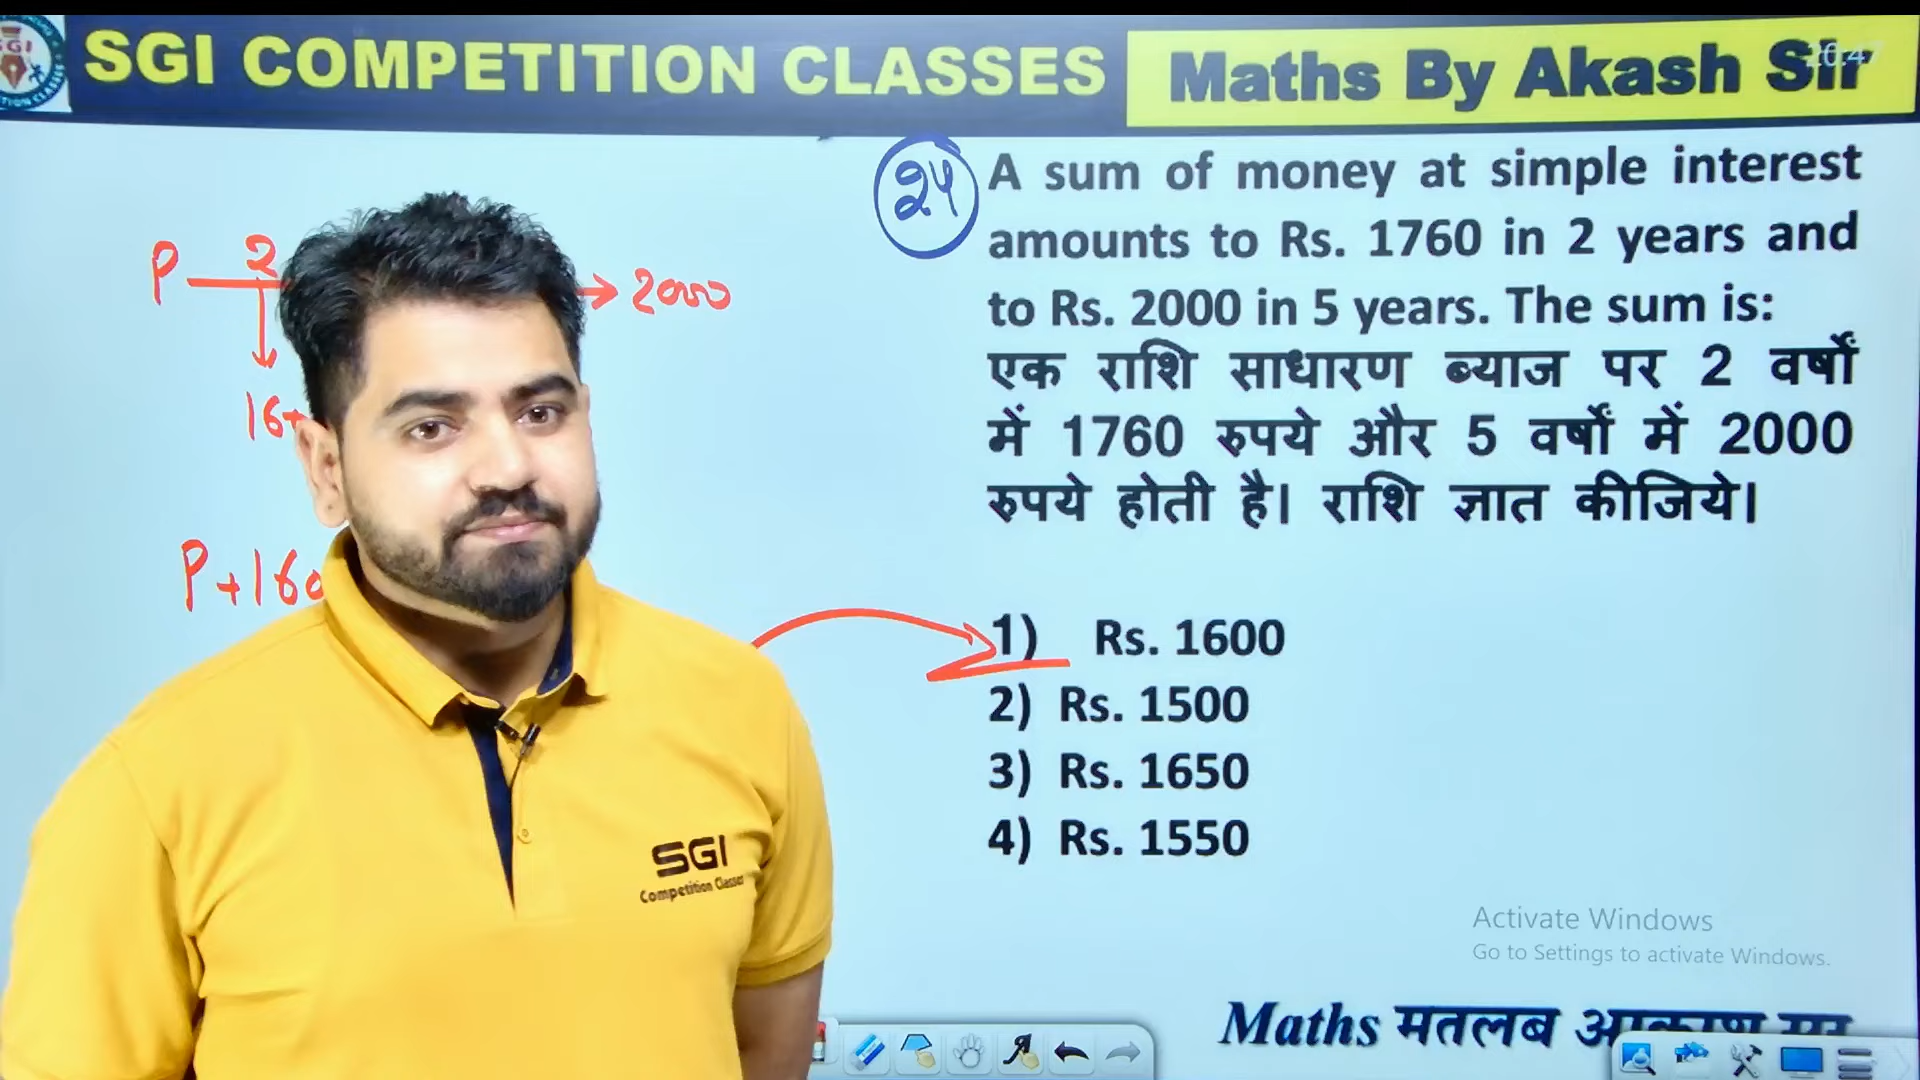 SGI COMPETITION CLASSES
Maths By Akash Sir
20:47
24
A sum of money at simple interest
amounts to Rs. 1760 in 2 years and
to Rs. 2000 in 5 years. The sum is:
एक राशि साधारण ब्याज पर 2 वर्षों
में 1760 रुपये और 5 वर्षों में 2000
रुपये होती है। राशि ज्ञात कीजिये।
P 2 2000
P+160
1) Rs. 1600
2) Rs. 1500
3) Rs. 1650
4) Rs. 1550
SGI
Competition Classes
Activate Windows
Go to Settings to activate Windows.
Maths मतलब